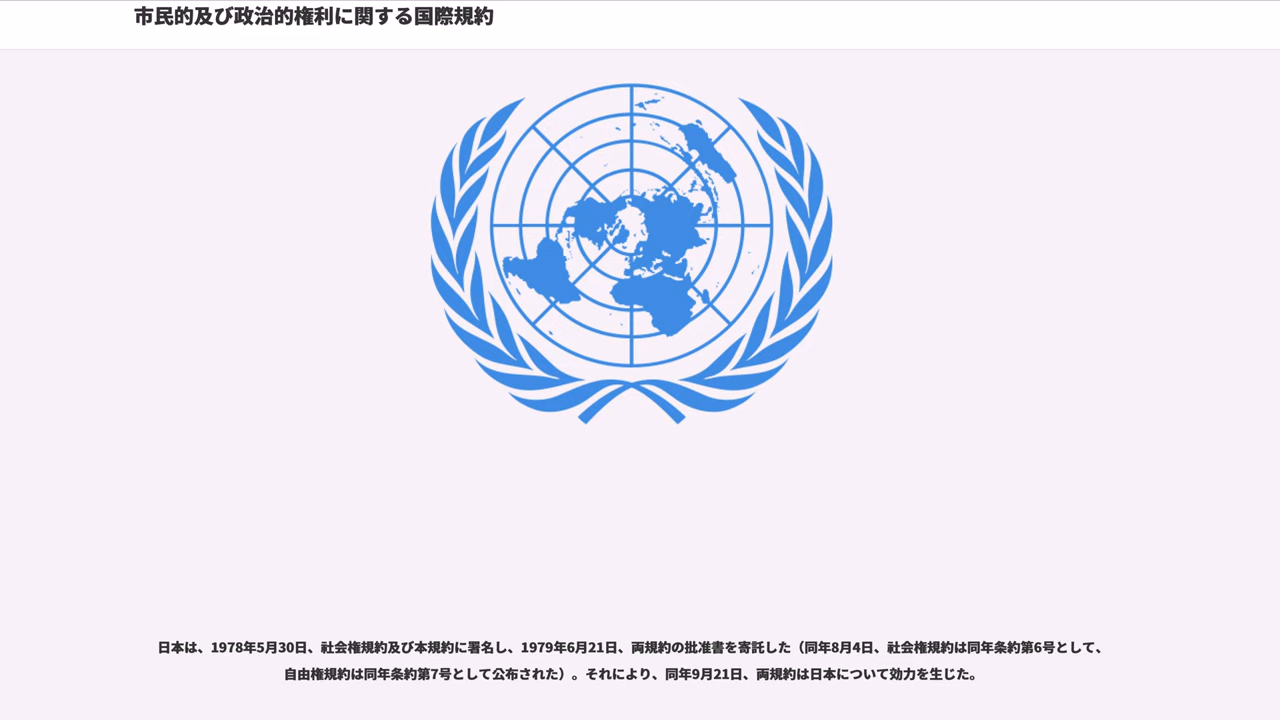 市民的及び政治的権利に関する国際規約
日本は、1978年5月30日、社会権規約及び本規約に署名し、1979年6月21日、両規約の批准書を寄託した（同年8月4日、社会権規約は同年条約第6号として、
自由権規約は同年条約第7号として公布された）。それにより、同年9月21日、両規約は日本について効力を生じた。